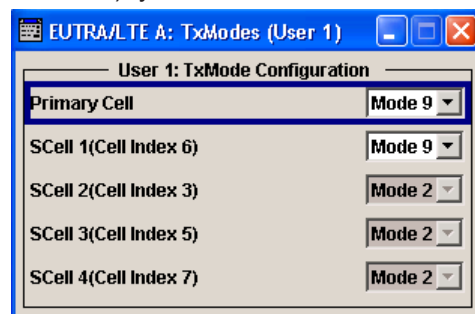 EUTRA/LTE A: TxModes (User 1)
User 1: TxMode Configuration
Primary Cell Mode 9
SCell 1(Cell Index 6) Mode 9
SCell 2(Cell Index 3) Mode 2
SCell 3(Cell Index 5) Mode 2
SCell 4(Cell Index 7) Mode 2